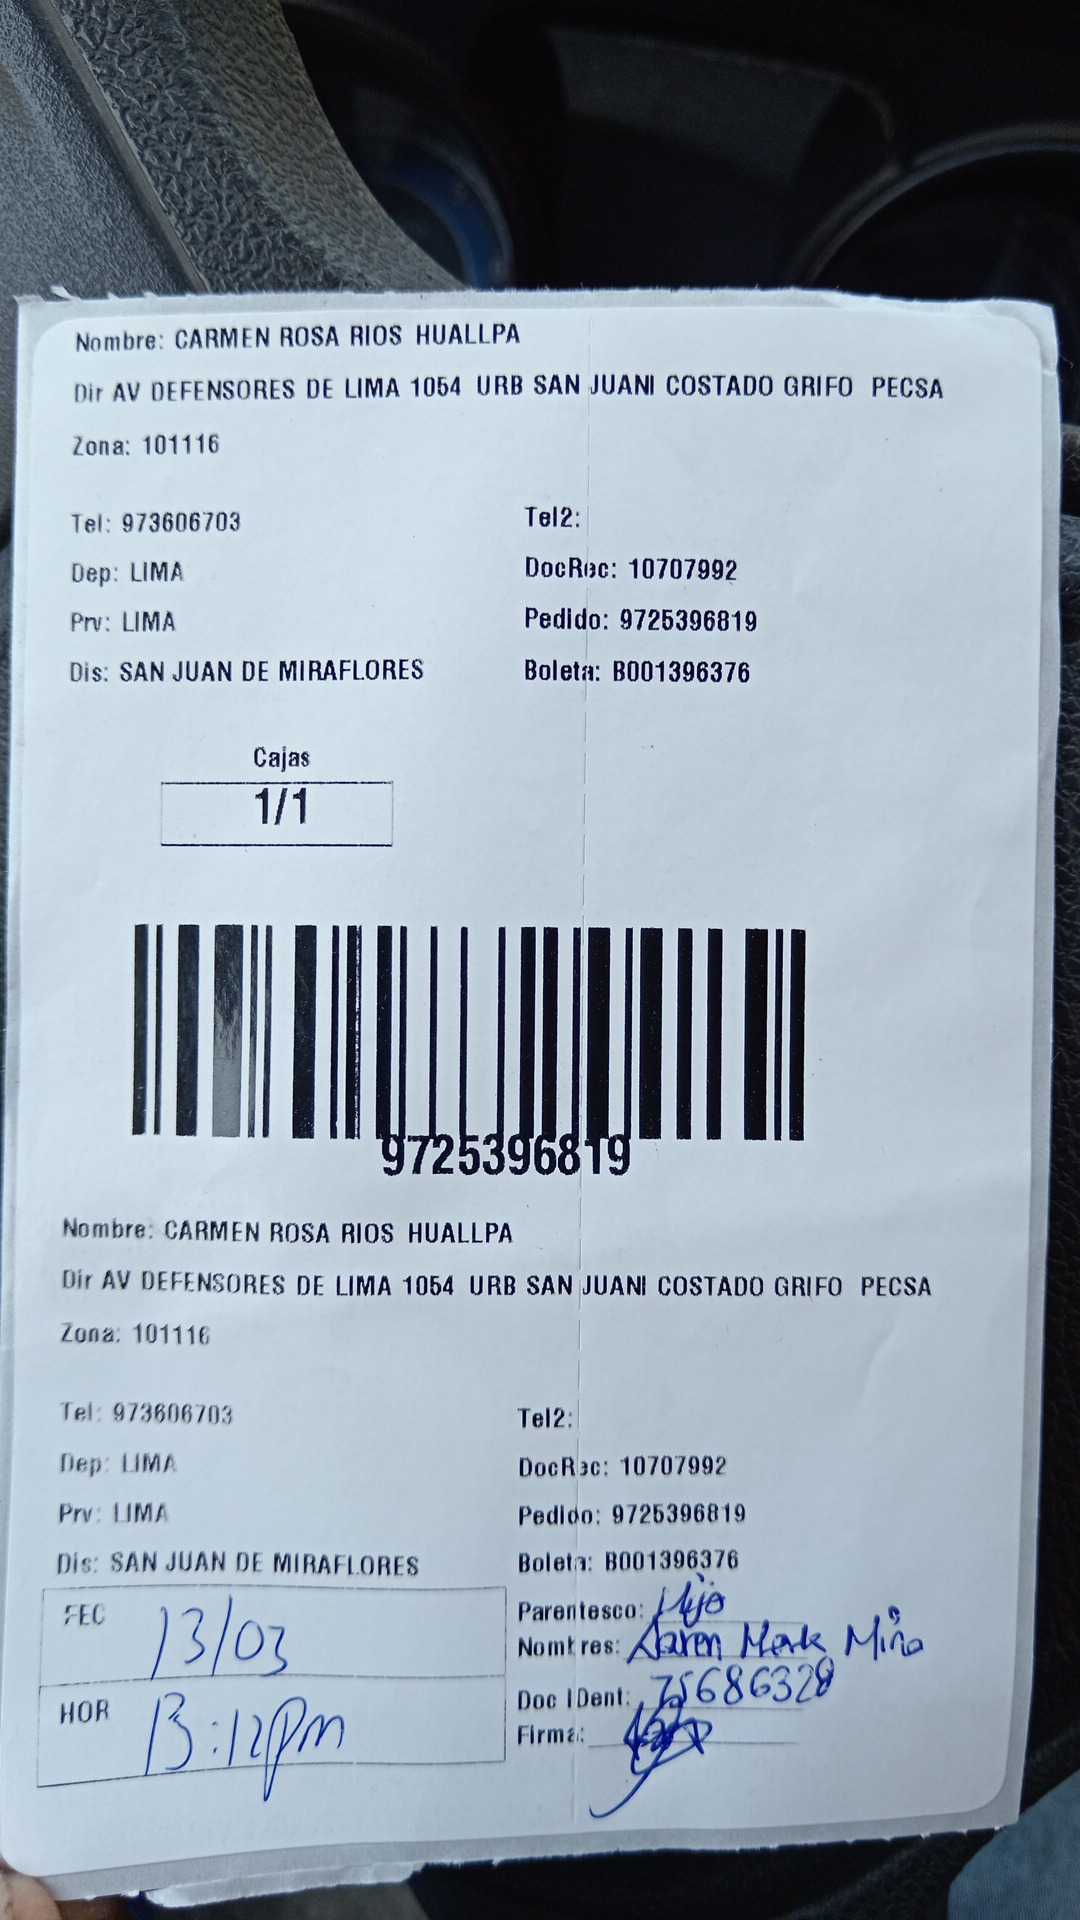 Nombre: CARMEN ROSA RIOS HUALLPA
Dir AV DEFENSORES DE LIMA 1054 URB SAN JUANI COSTADO GRIFO PECSA
Zona: 101116
Tel: 973606703 Tel2:
Dep: LIMA DocRec: 10707992
Prv: LIMA Pedido: 9725396819
Dis: SAN JUAN DE MIRAFLORES Boleta: B001396376
Cajas
1/1
9725396819
Nombre: CARMEN ROSA RIOS HUALLPA
Dir AV DEFENSORES DE LIMA 1054 URB SAN JUANI COSTADO GRIFO PECSA
Zona: 101116
Tel: 973606703 Tel2:
Dep: LIMA DocRec: 10707992
Prv: LIMA Pedido: 9725396819
Dis: SAN JUAN DE MIRAFLORES Boleta: B001396376
FEC 13/03
HOR 13:12pm
Parentesco: Hijo
Nombres: Aaren Mark
Doc IDent: 75686328
Firma: